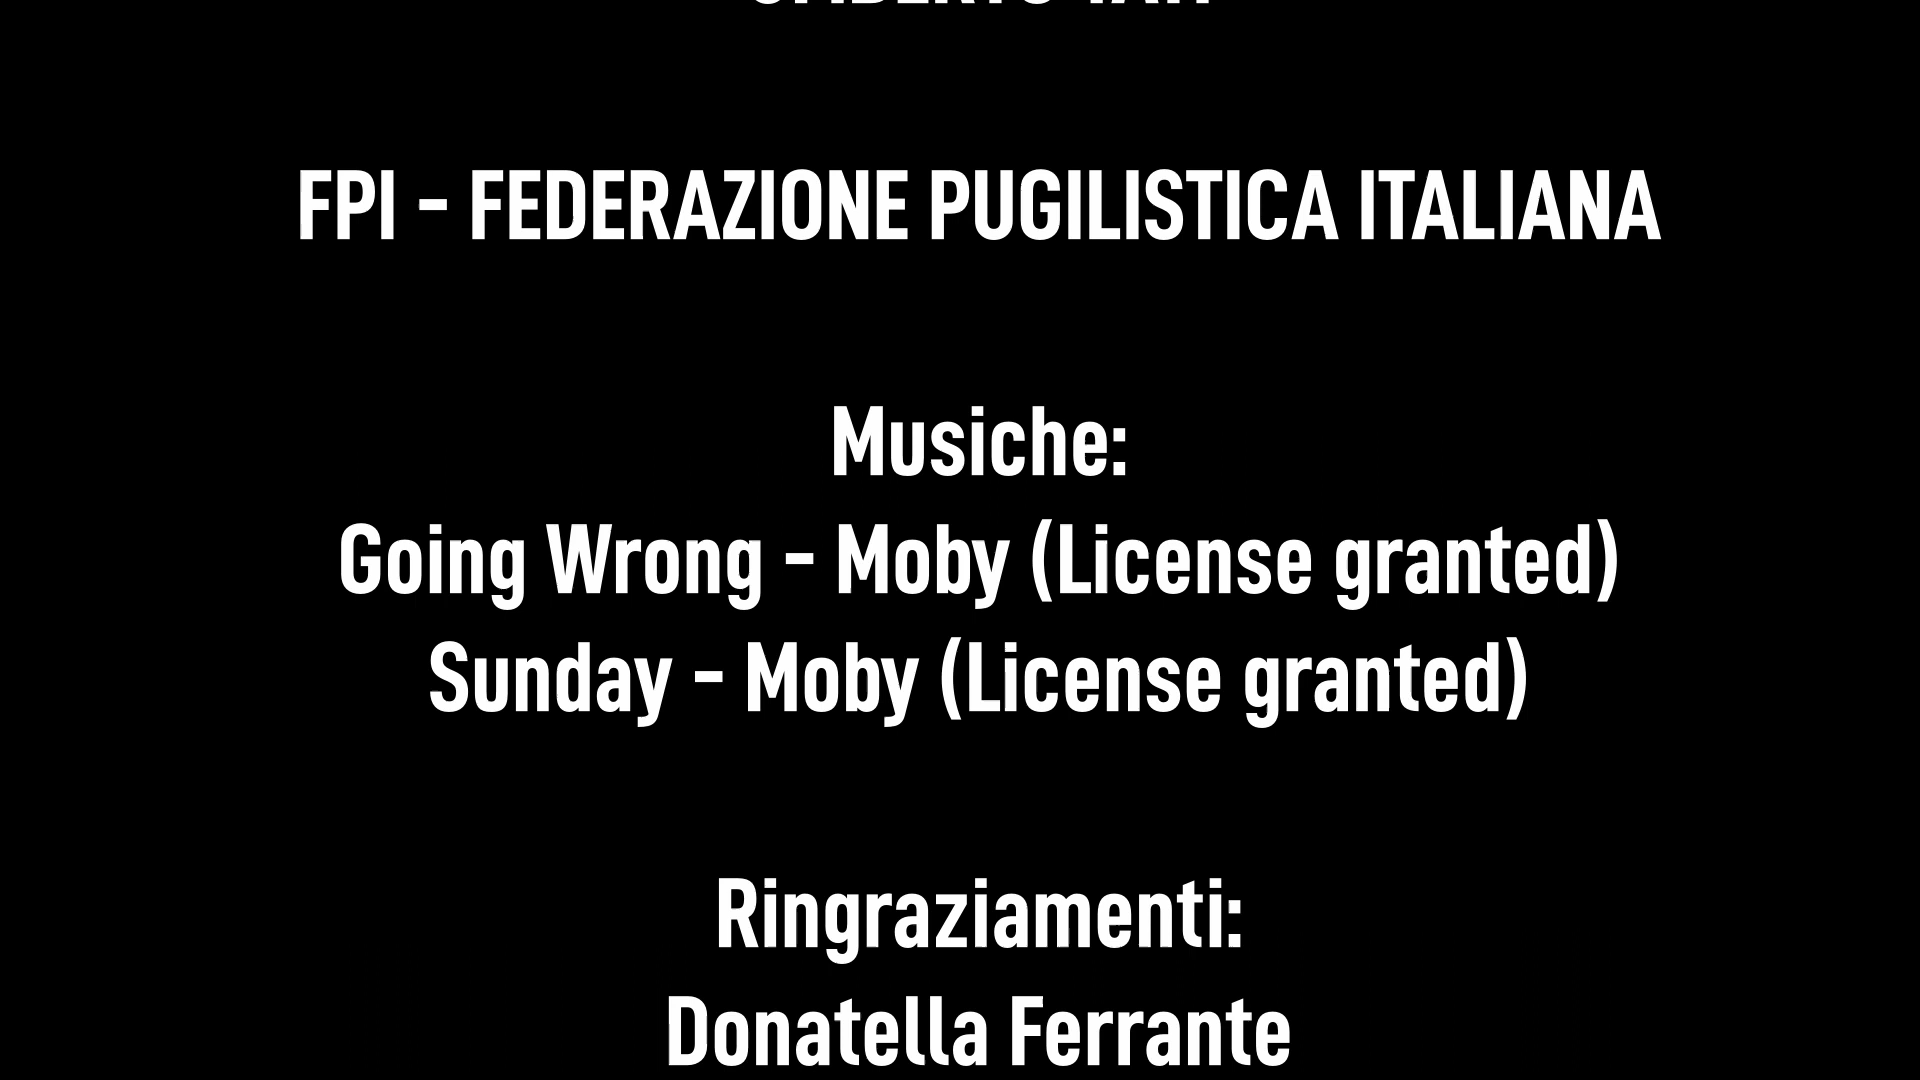 FPI - FEDERAZIONE PUGILISTICA ITALIANA
Musiche:
Going Wrong - Moby (License granted)
Sunday - Moby (License granted)
Ringraziamenti:
Donatella Ferrante